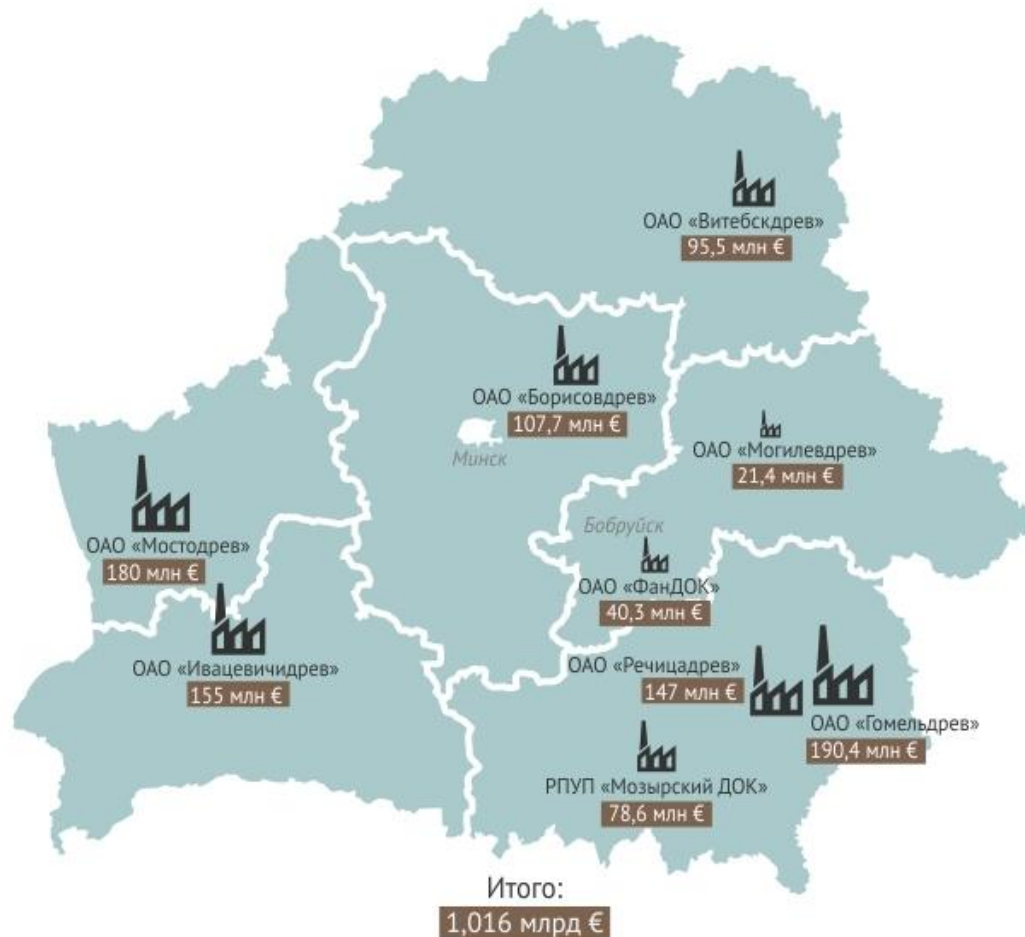 ОАО «Витебскдрев»
95,5 млн €
ОАО «Борисовдрев»
107,7 млн €
Минск
ОАО «Могилевдрев»
21,4 млн €
ОАО «Мостодрев»
180 млн €
Бобруйск
ОАО «ФанДОК»
40,3 млн €
ОАО «Ивацевичидрев»
155 млн €
ОАО «Речицадрев»
147 млн €
ОАО «Гомельдрев»
190,4 млн €
РПУП «Мозырский ДОК»
78,6 млн €
Итого:
1,016 млрд €